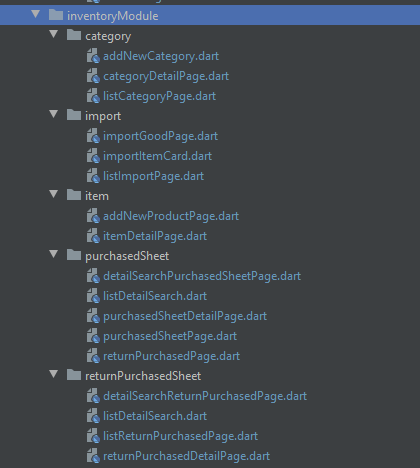 inventoryModule
category
addNewCategory.dart
categoryDetailPage.dart
listCategoryPage.dart
import
importGoodPage.dart
importItemCard.dart
listImportPage.dart
item
addNewProductPage.dart
itemDetailPage.dart
purchasedSheet
detailSearchPurchasedSheetPage.dart
listDetailSearch.dart
purchasedSheetDetailPage.dart
purchasedSheetPage.dart
returnPurchasedPage.dart
returnPurchasedSheet
detailSearchReturnPurchasedPage.dart
listDetailSearch.dart
listReturnPurchasedPage.dart
returnPurchasedDetailPage.dart